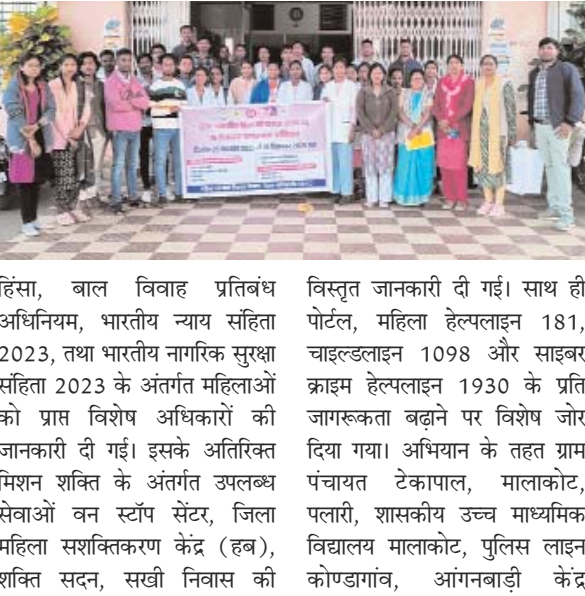 हिंसा, बाल विवाह प्रतिबंध
अधिनियम, भारतीय न्याय संहिता
2023, तथा भारतीय नागरिक सुरक्षा
संहिता 2023 के अंतर्गत महिलाओं
को प्राप्त विशेष अधिकारों की
जानकारी दी गई। इसके अतिरिक्त
मिशन शक्ति के अंतर्गत उपलब्ध
सेवाओं वन स्टॉप सेंटर, जिला
महिला सशक्तिकरण केंद्र (हब),
शक्ति सदन, सखी निवास की
विस्तृत जानकारी दी गई। साथ ही
पोर्टल, महिला हेल्पलाइन 181,
चाइल्डलाइन 1098 और साइबर
क्राइम हेल्पलाइन 1930 के प्रति
जागरूकता बढ़ाने पर विशेष जोर
दिया गया। अभियान के तहत ग्राम
पंचायत टेकापाल, मालाकोट,
पलारी, शासकीय उच्च माध्यमिक
विद्यालय मालाकोट, पुलिस लाइन
कोण्डागांव, आंगनबाड़ी केंद्र